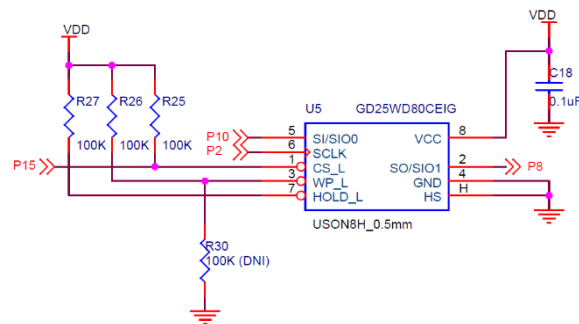 VDD
VDD
R27
R26
R25
100K
100K
100K
C18
0.1uF
U5
GD25WD80CEIG
P10
P2
P15
5
6
1
3
7
SI/SIO0
SCLK
CS_L
WP_L
HOLD_L
VCC
SO/SIO1
GND
HS
8
2
4
H
P8
USON8H_0.5mm
R30
100K (DNI)